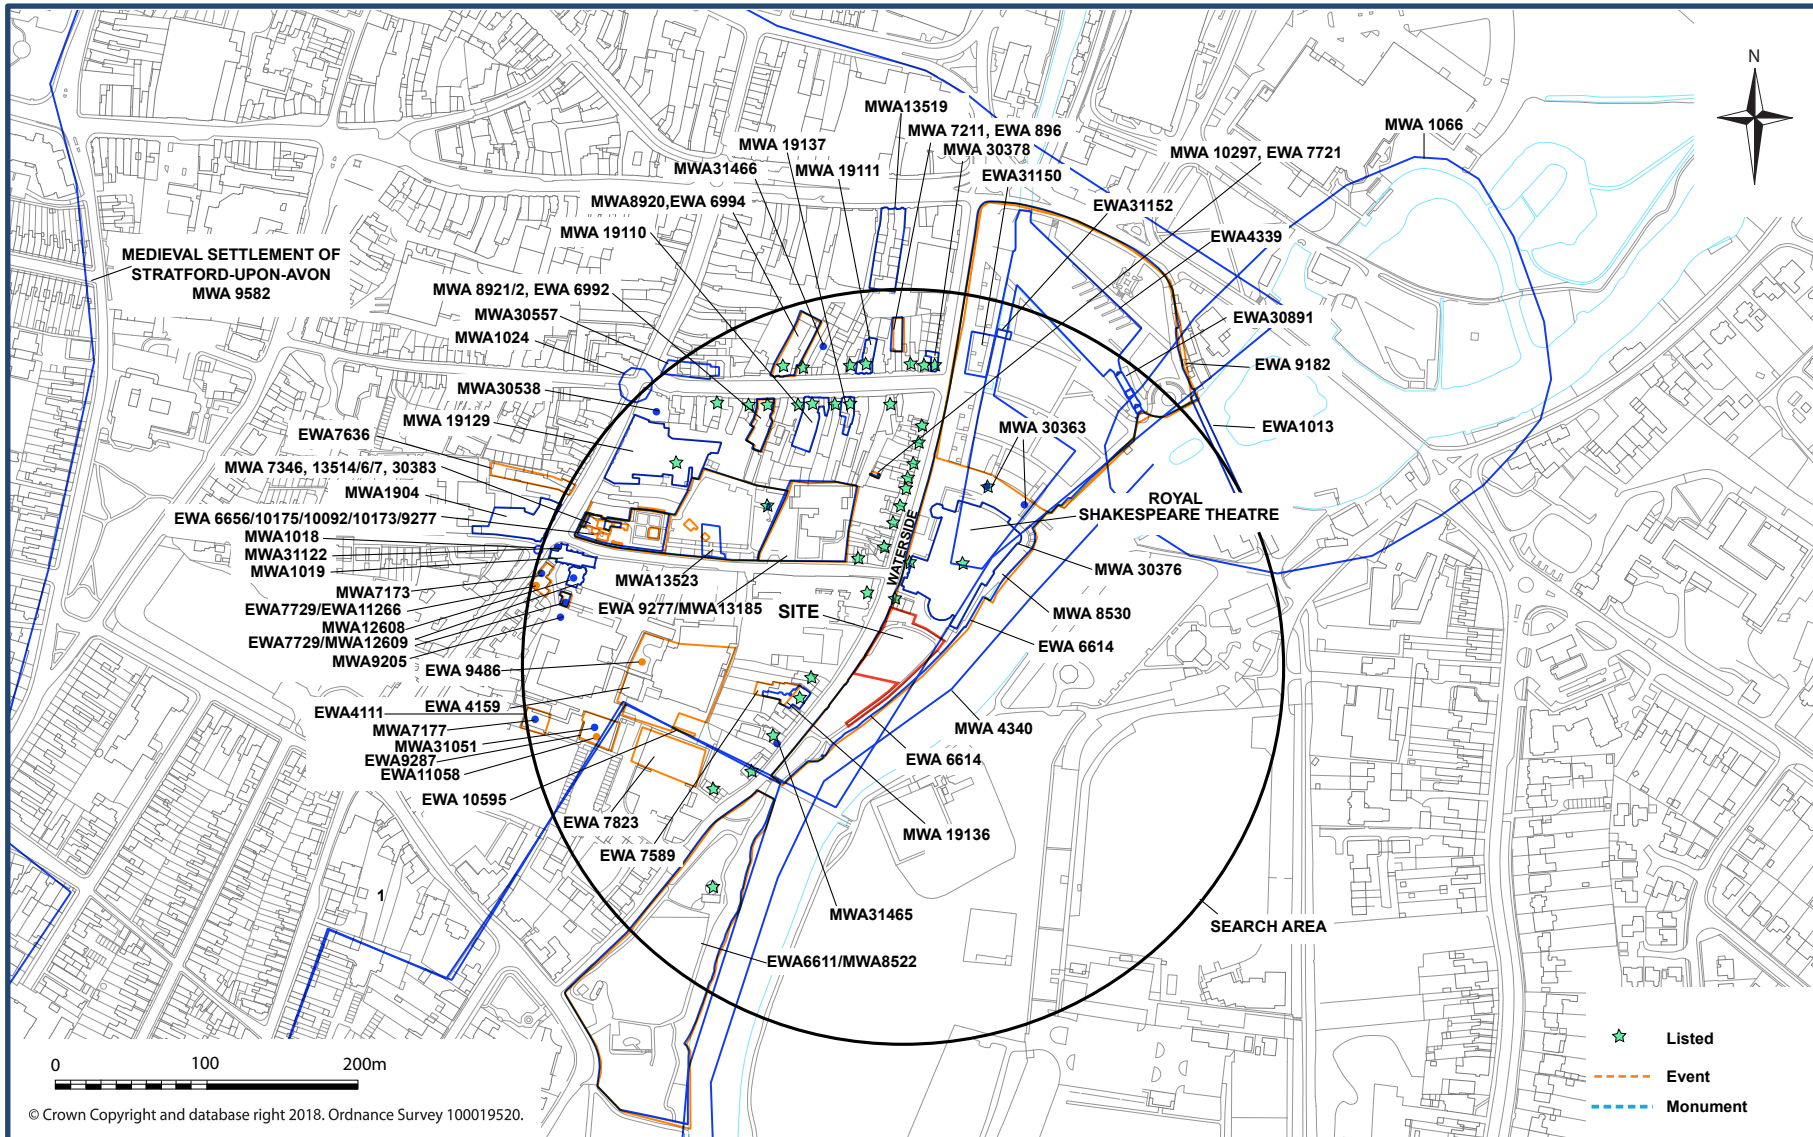 N
MWA13519
MWA 7211, EWA 896
MWA 30378
EWA31150
MWA 19137
MWA31466
MWA 19111
MWA8920,EWA 6994
MWA 19110
MWA 1066
MWA 10297, EWA 7721
EWA31152
EWA4339
MEDIEVAL SETTLEMENT OF
STRATFORD-UPON-AVON
MWA 9582
MWA 8921/2, EWA 6992
MWA30557
MWA1024
MWA30538
MWA 19129
EWA7636
MWA 7346, 13514/6/7, 30383
MWA1904
EWA 6656/10175/10092/10173/9277
MWA1018
MWA31122
MWA1019
MWA7173
EWA7729/EWA11266
MWA12608
EWA7729/MWA12609
MWA9205
EWA30891
EWA 9182
EWA1013
MWA 30363
ROYAL
SHAKESPEARE THEATRE
WATERSIDE
MWA 30376
MWA 8530
EWA 6614
MWA13523
EWA 9277/MWA13185
SITE
EWA 9486
EWA 4159
EWA4111
MWA7177
MWA31051
EWA9287
EWA11058
EWA 10595
EWA 7823
EWA 7589
MWA 4340
EWA 6614
MWA 19136
MWA31465
EWA6611/MWA8522
SEARCH AREA
1
Listed
Event
Monument
0 100 200m
© Crown Copyright and database right 2018. Ordnance Survey 100019520.